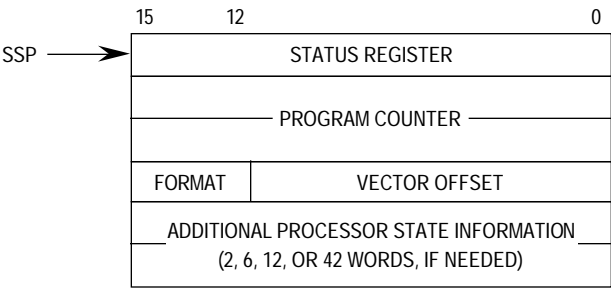 15 12 0
SSP STATUS REGISTER
PROGRAM COUNTER
FORMAT VECTOR OFFSET
ADDITIONAL PROCESSOR STATE INFORMATION
(2, 6, 12, OR 42 WORDS, IF NEEDED)